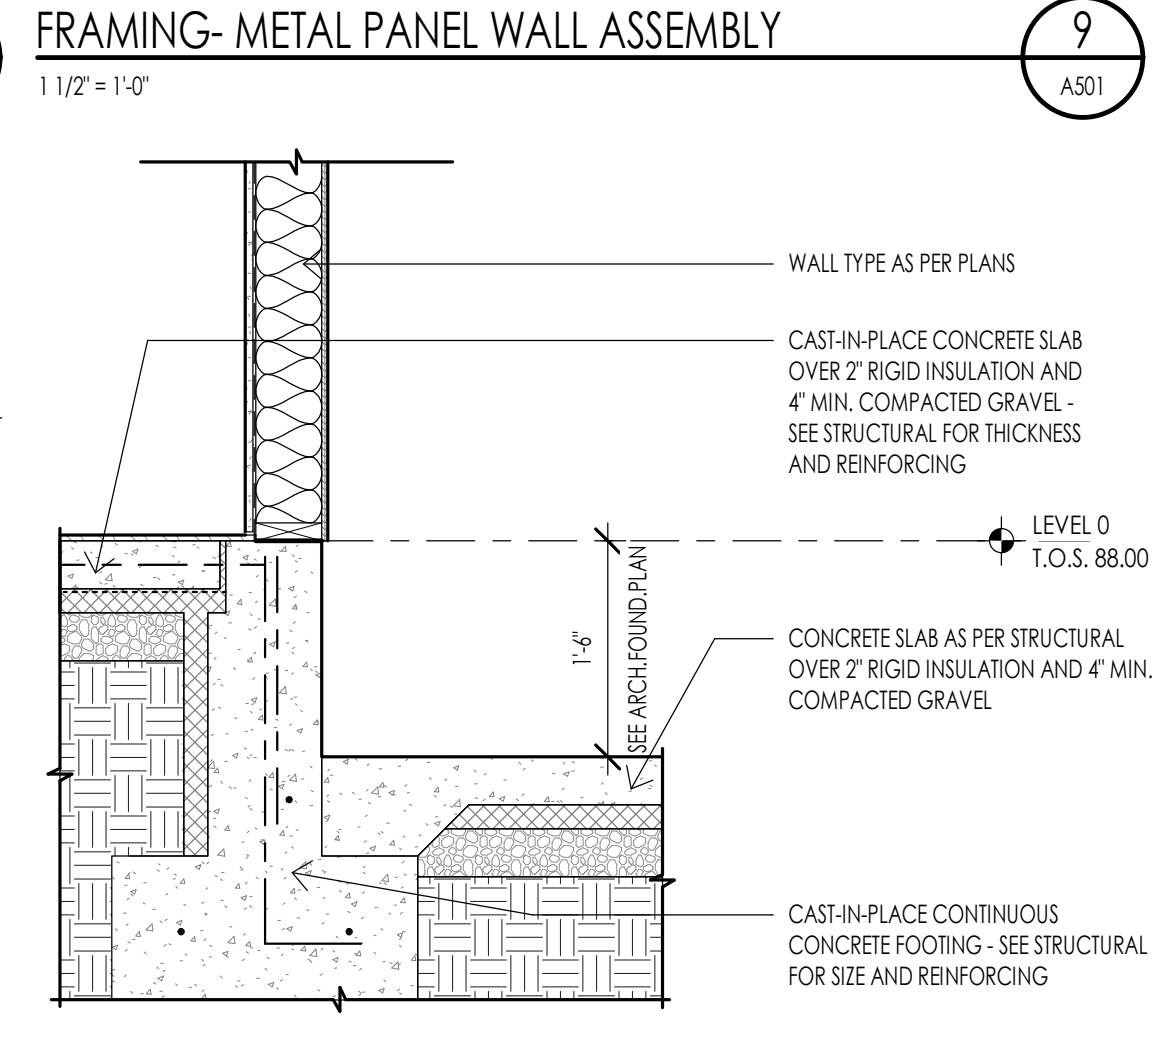 FRAMING- METAL PANEL WALL ASSEMBLY
9
1 1/2" = 1'-0"
A501
WALL TYPE AS PER PLANS
CAST-IN-PLACE CONCRETE SLAB
OVER 2" RIGID INSULATION AND
4" MIN. COMPACTED GRAVEL -
SEE STRUCTURAL FOR THICKNESS
AND REINFORCING
LEVEL 0
T.O.S. 88.00
1'-6"
SEE ARCH.FOUND.PLAN
CONCRETE SLAB AS PER STRUCTURAL
OVER 2" RIGID INSULATION AND 4" MIN.
COMPACTED GRAVEL
CAST-IN-PLACE CONTINUOUS
CONCRETE FOOTING - SEE STRUCTURAL
FOR SIZE AND REINFORCING